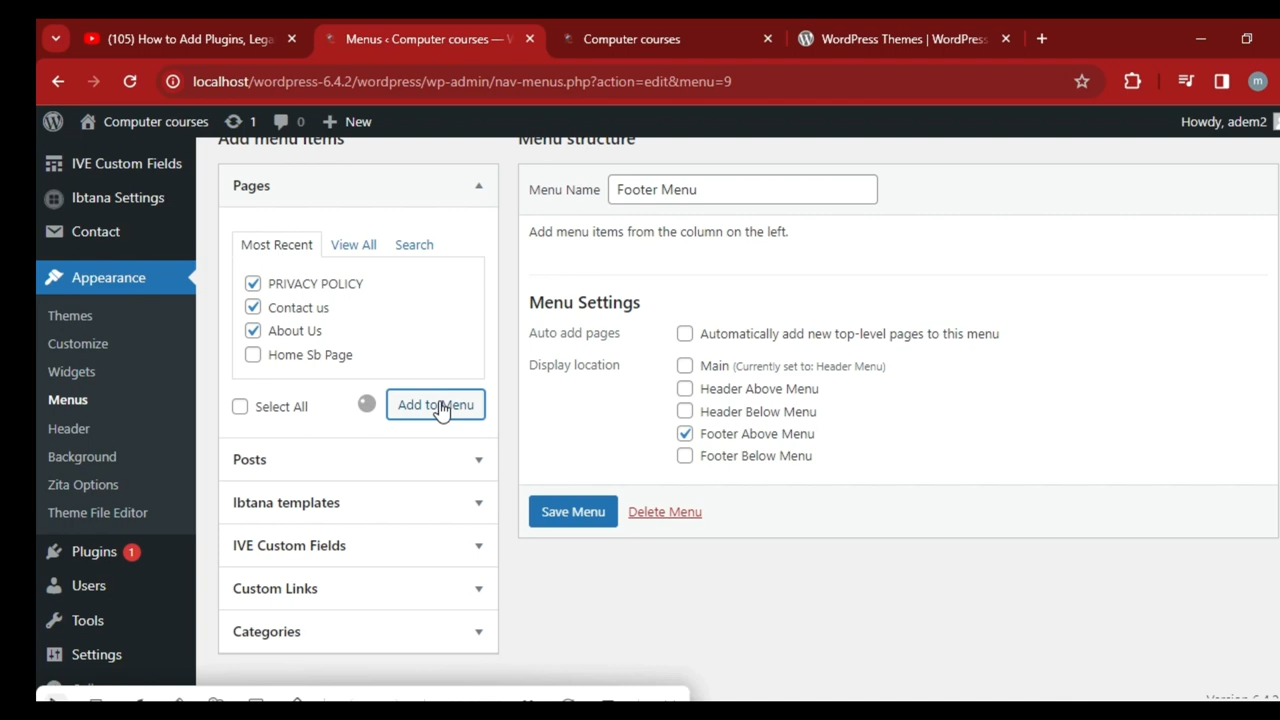 (105) How to Add Plugins, Lega
Menus ‹ Computer courses — W
Computer courses
WordPress Themes | WordPress
localhost/wordpress-6.4.2/wordpress/wp-admin/nav-menus.php?action=edit&menu=9
m
Computer courses
1
0
New
Howdy, adem2
IVE Custom Fields
Ibtana Settings
Contact
Appearance
Themes
Customize
Widgets
Menus
Header
Background
Zita Options
Theme File Editor
Plugins 1
Users
Tools
Settings
Add menu items
Pages
Most Recent
View All
Search
PRIVACY POLICY
Contact us
About Us
Home Sb Page
Select All
Add to Menu
Posts
Ibtana templates
IVE Custom Fields
Custom Links
Categories
Menu structure
Menu Name
Footer Menu
Add menu items from the column on the left.
Menu Settings
Auto add pages
Automatically add new top-level pages to this menu
Display location
Main (Currently set to: Header Menu)
Header Above Menu
Header Below Menu
Footer Above Menu
Footer Below Menu
Save Menu
Delete Menu
Version 6.4.2